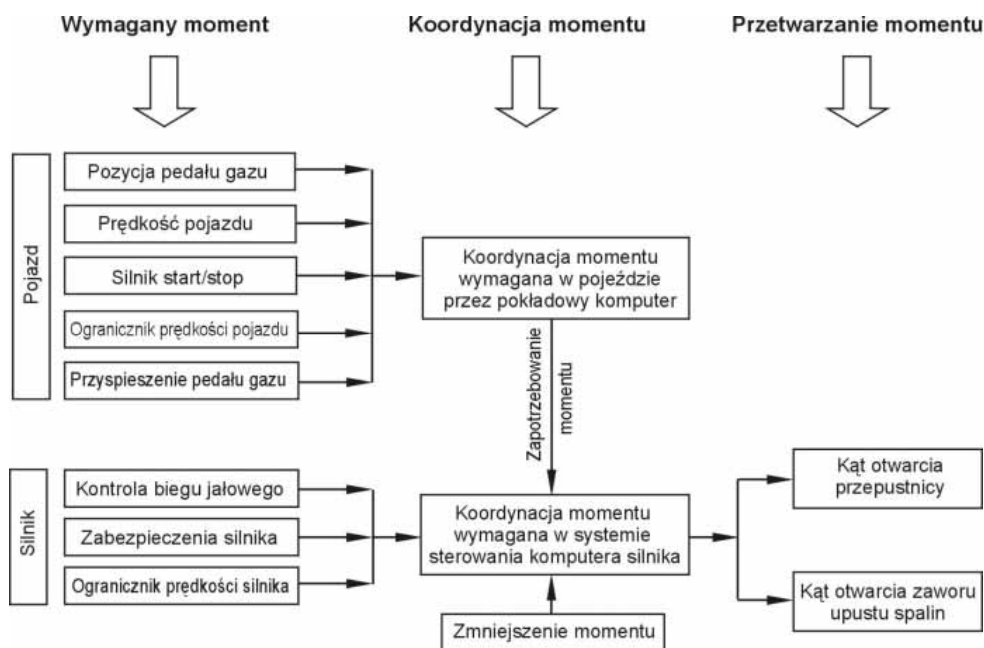 Wymagany moment
Koordynacja momentu
Przetwarzanie momentu
Pojazd
Pozycja pedału gazu
Prędkość pojazdu
Silnik start/stop
Ogranicznik prędkości pojazdu
Przyspieszenie pedału gazu
Koordynacja momentu
wymagana w pojeździe
przez pokładowy komputer
Zapotrzebowanie
momentu
Silnik
Kontrola biegu jałowego
Zabezpieczenia silnika
Ogranicznik prędkości silnika
Koordynacja momentu
wymagana w systemie
sterowania komputera silnika
Zmniejszenie momentu
Kąt otwarcia
przepustnicy
Kąt otwarcia zaworu
upustu spalin